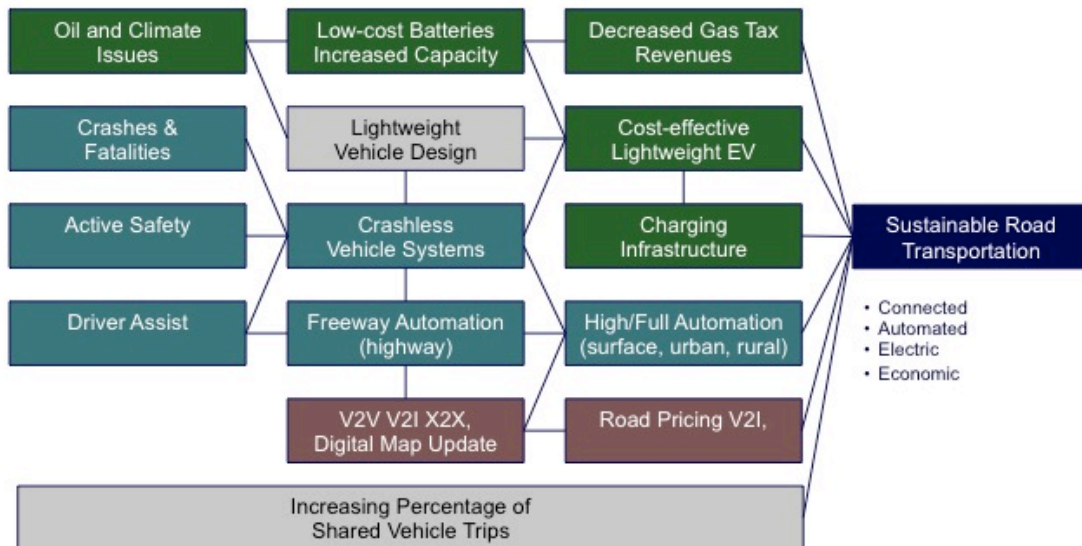 Oil and Climate
Issues
Low-cost Batteries
Increased Capacity
Decreased Gas Tax
Revenues
Crashes &
Fatalities
Lightweight
Vehicle Design
Cost-effective
Lightweight EV
Active Safety
Crashless
Vehicle Systems
Charging
Infrastructure
Sustainable Road
Transportation
Driver Assist
Freeway Automation
(highway)
High/Full Automation
(surface, urban, rural)
• Connected
• Automated
• Electric
• Economic
V2V V2I X2X,
Digital Map Update
Road Pricing V2I,
Increasing Percentage of
Shared Vehicle Trips